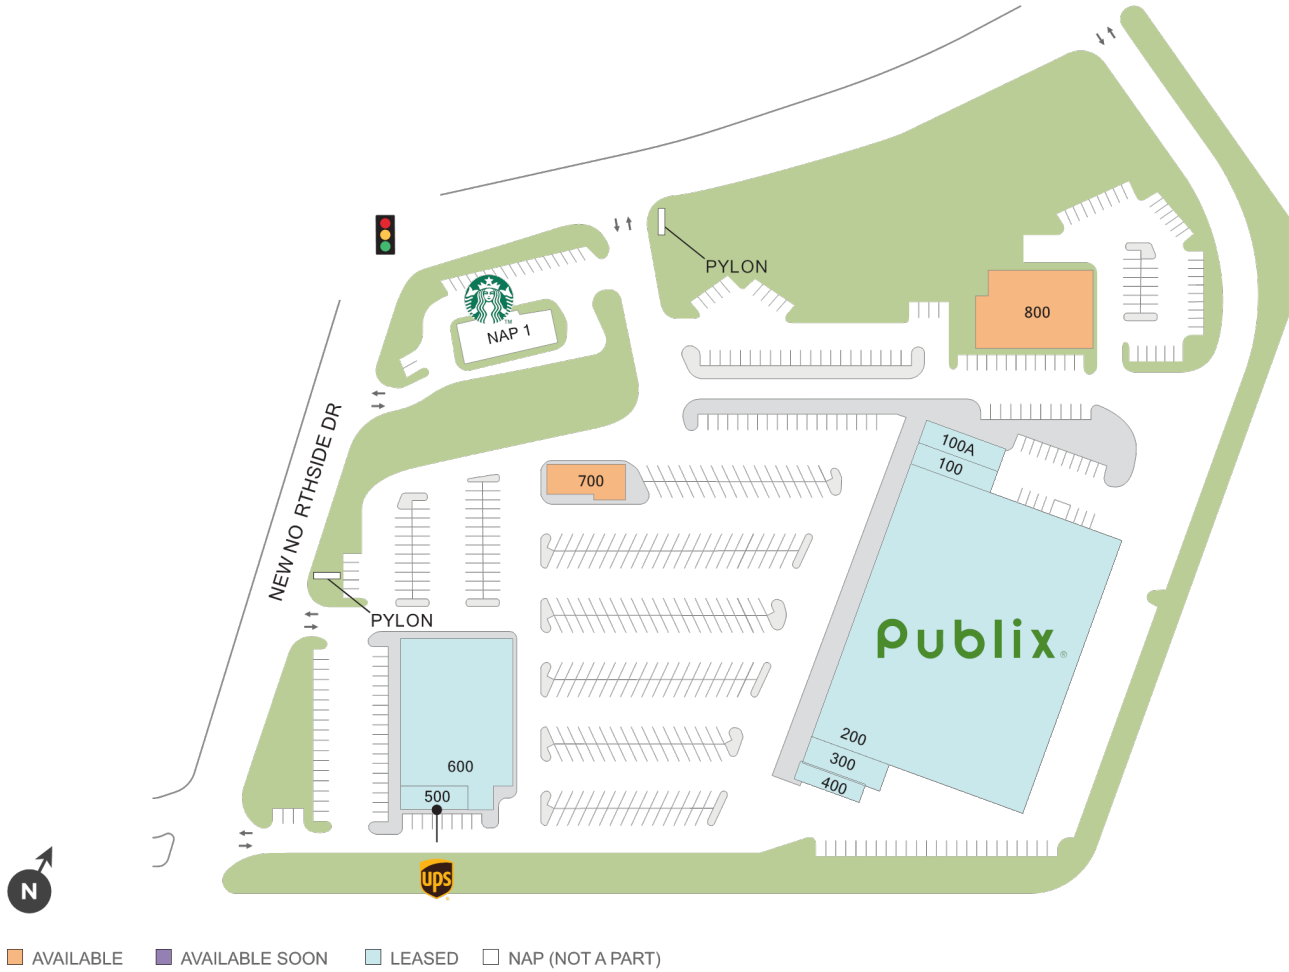 PYLON
800
TM
NAP 1
100A
100
NEW NO RTHSIDE DR
700
PYLON
Publix®
200
300
400
600
500
ups
N
AVAILABLE
AVAILABLE SOON
LEASED
NAP (NOT A PART)